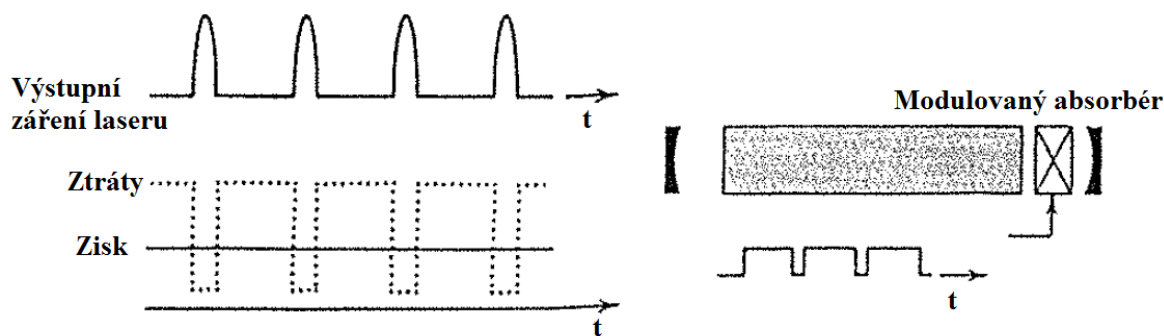 Výstupní
záření laseru
t
Ztráty
Zisk
t
Modulovaný absorbér
t